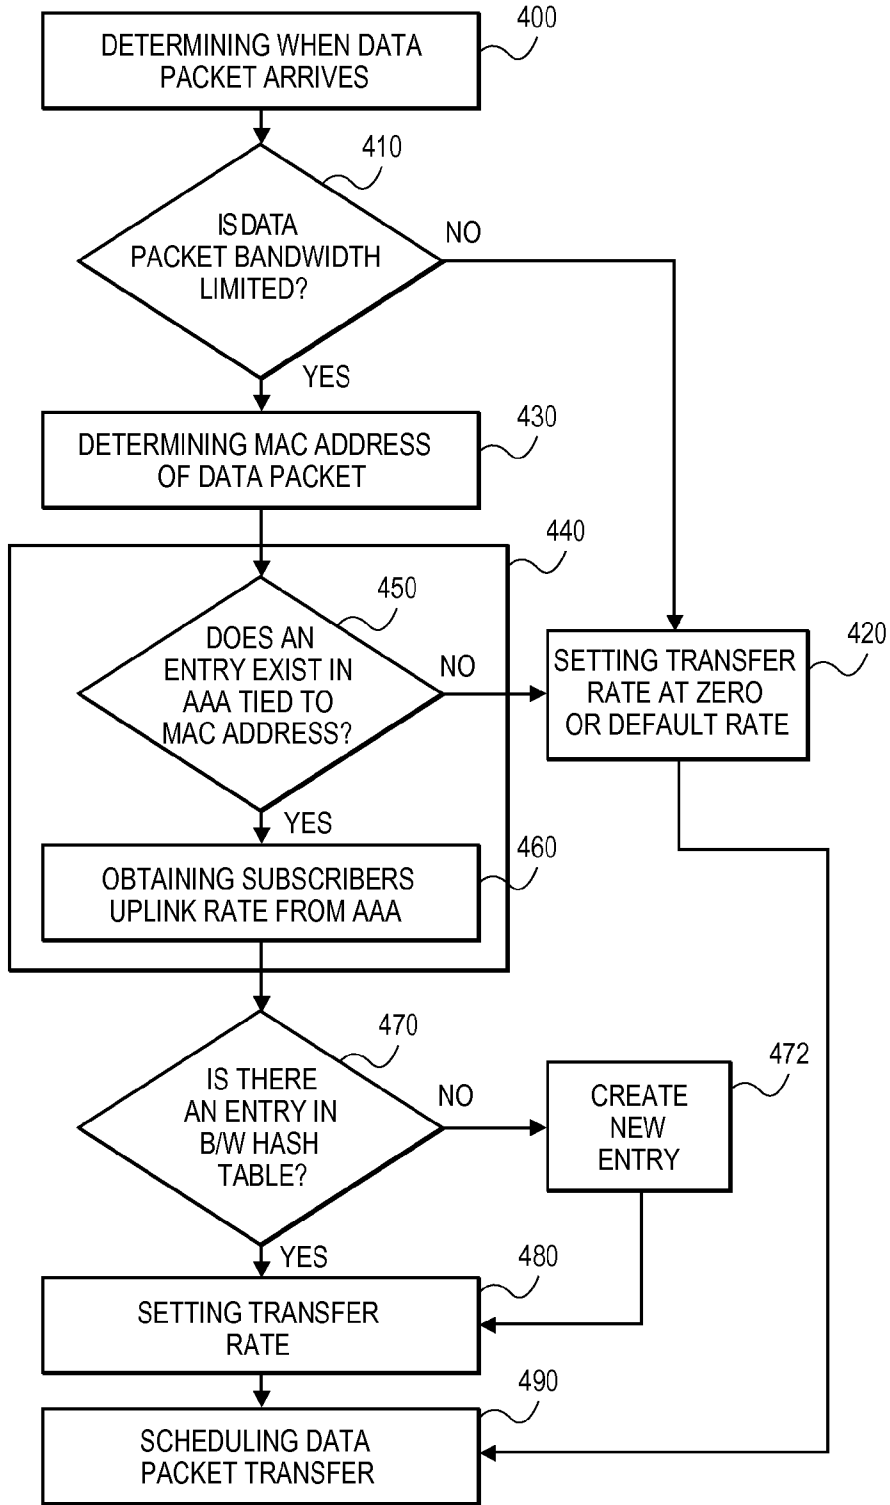 DETERMINING WHEN DATA
PACKET ARRIVES
400
410
IS DATA
PACKET BANDWIDTH
LIMITED?
NO
YES
DETERMINING MAC ADDRESS
OF DATA PACKET
430
440
450
DOES AN
ENTRY EXIST IN
AAA TIED TO
MAC ADDRESS?
NO
YES
SETTING TRANSFER
RATE AT ZERO
OR DEFAULT RATE
420
OBTAINING SUBSCRIBERS
UPLINK RATE FROM AAA
460
470
IS THERE
AN ENTRY IN
B/W HASH
TABLE?
NO
YES
CREATE
NEW
ENTRY
472
SETTING TRANSFER
RATE
480
SCHEDULING DATA
PACKET TRANSFER
490